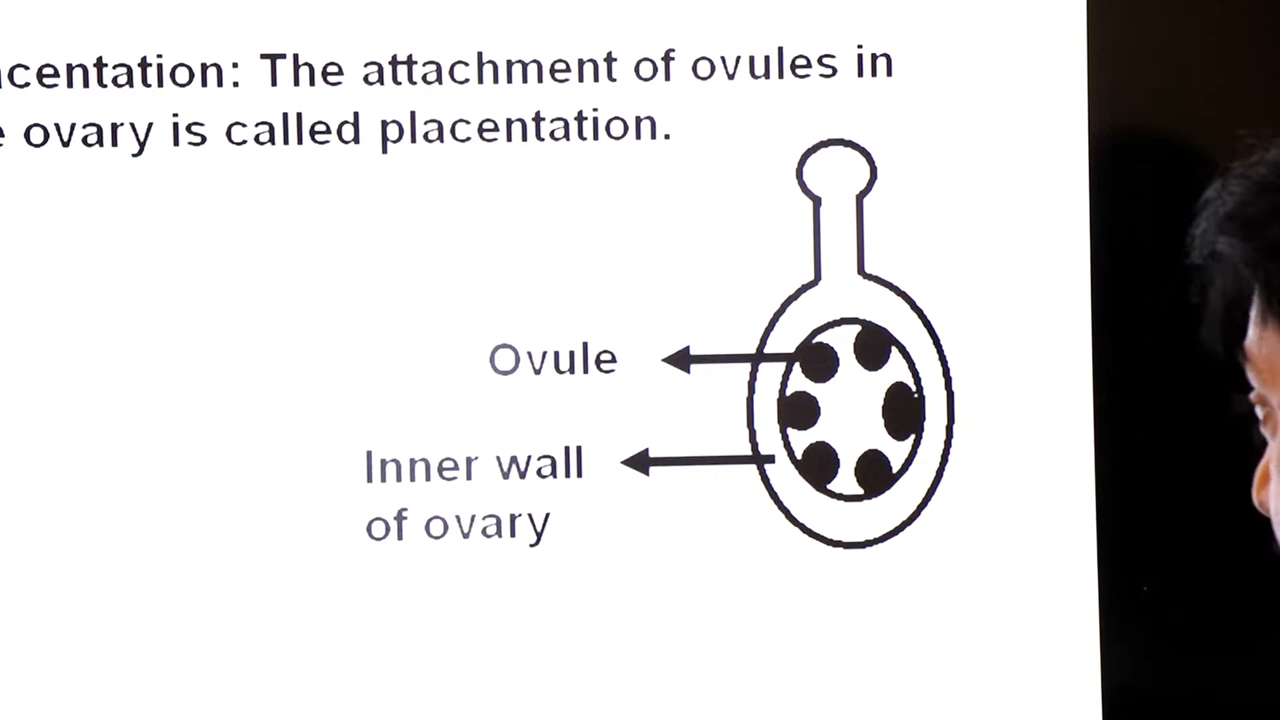 acentation: The attachment of ovules in
e ovary is called placentation.
Ovule
Inner wall
of ovary